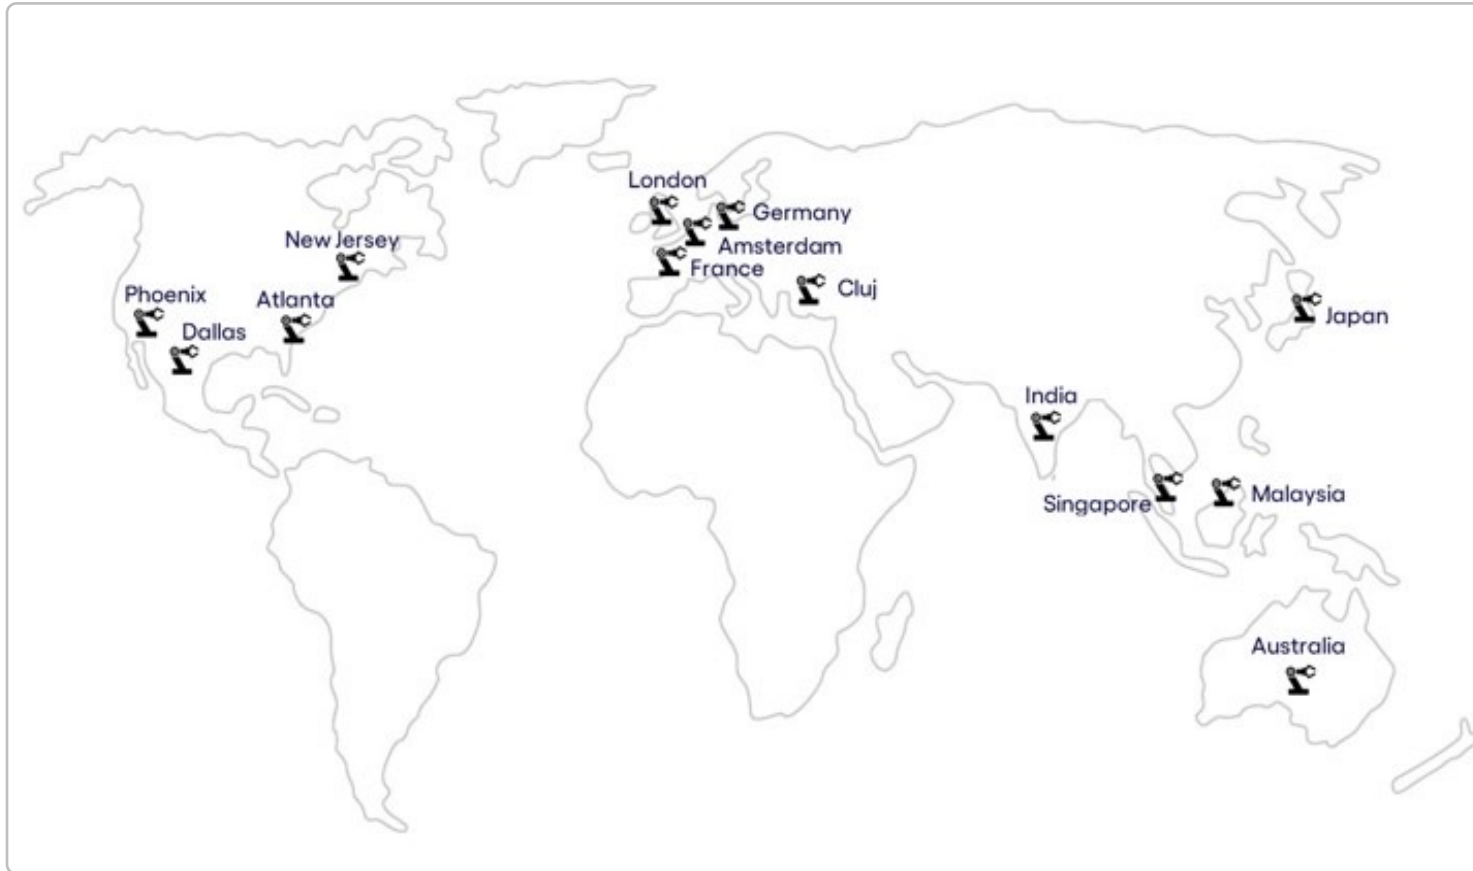 London
Germany
New Jersey
Amsterdam
France
Cluj
Phoenix
Atlanta
Dallas
Japan
India
Singapore
Malaysia
Australia